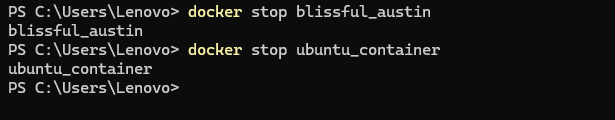 PS C:\Users\Lenovo> docker stop blissful_austin
blissful_austin
PS C:\Users\Lenovo> docker stop ubuntu_container
ubuntu_container
PS C:\Users\Lenovo>